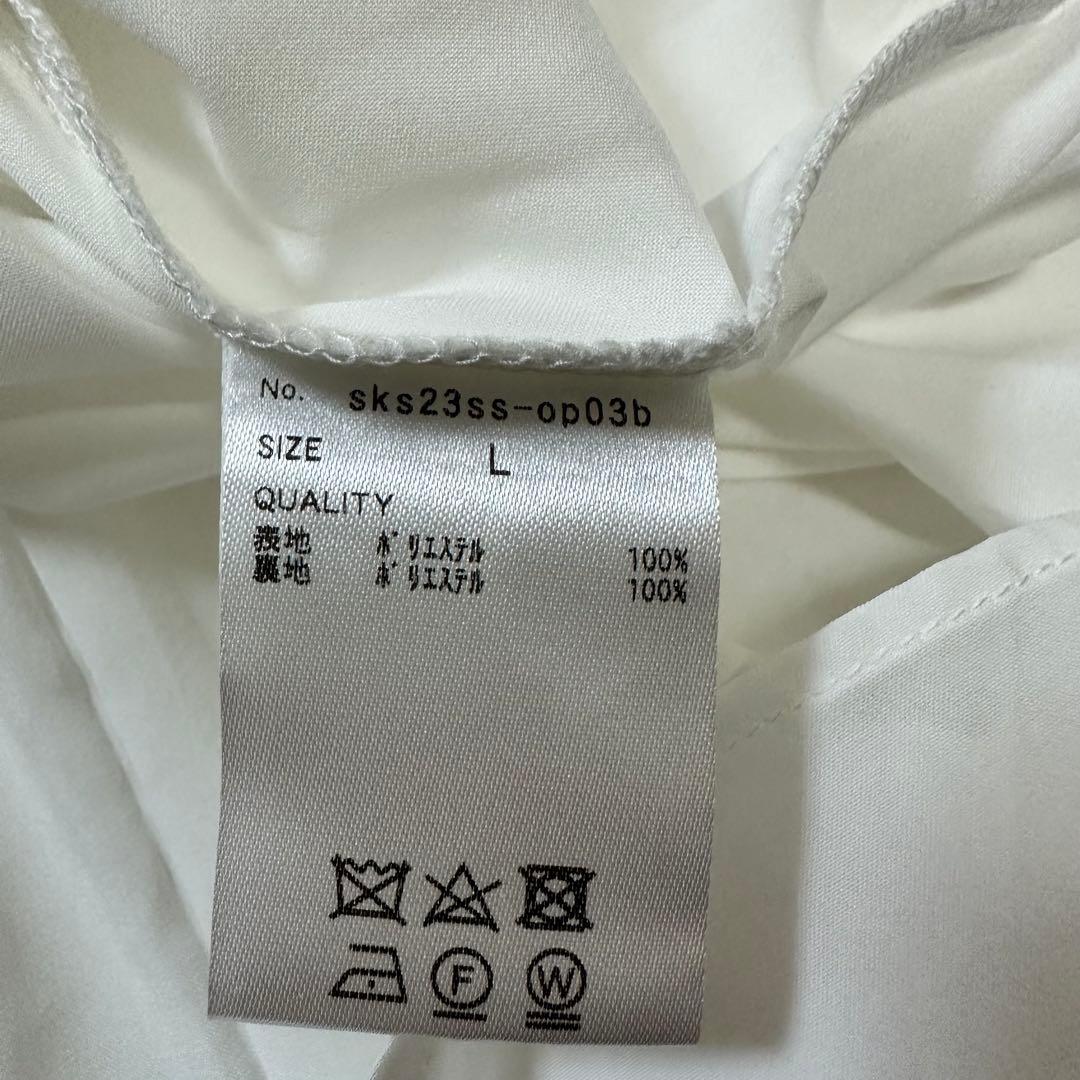 No. sks23ss-op03b
SIZE L
QUALITY
表地 ポリエステル 100%
裏地 ポリエステル 100%
F W